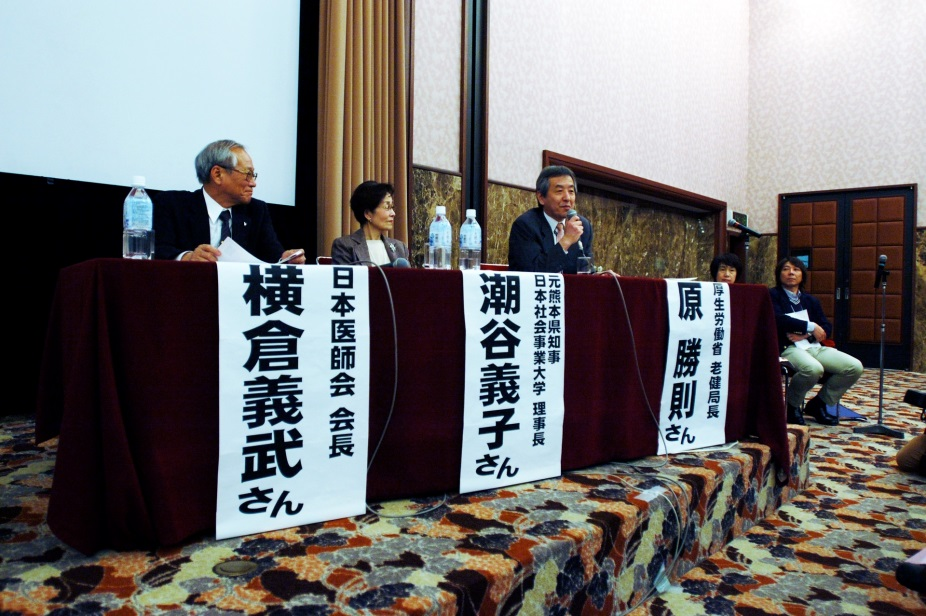 日本医師会 会長
横倉義武さん
元熊本県知事
日本社会事業大学 理事長
潮谷義子さん
厚生労働省 老健局長
原 勝則さん